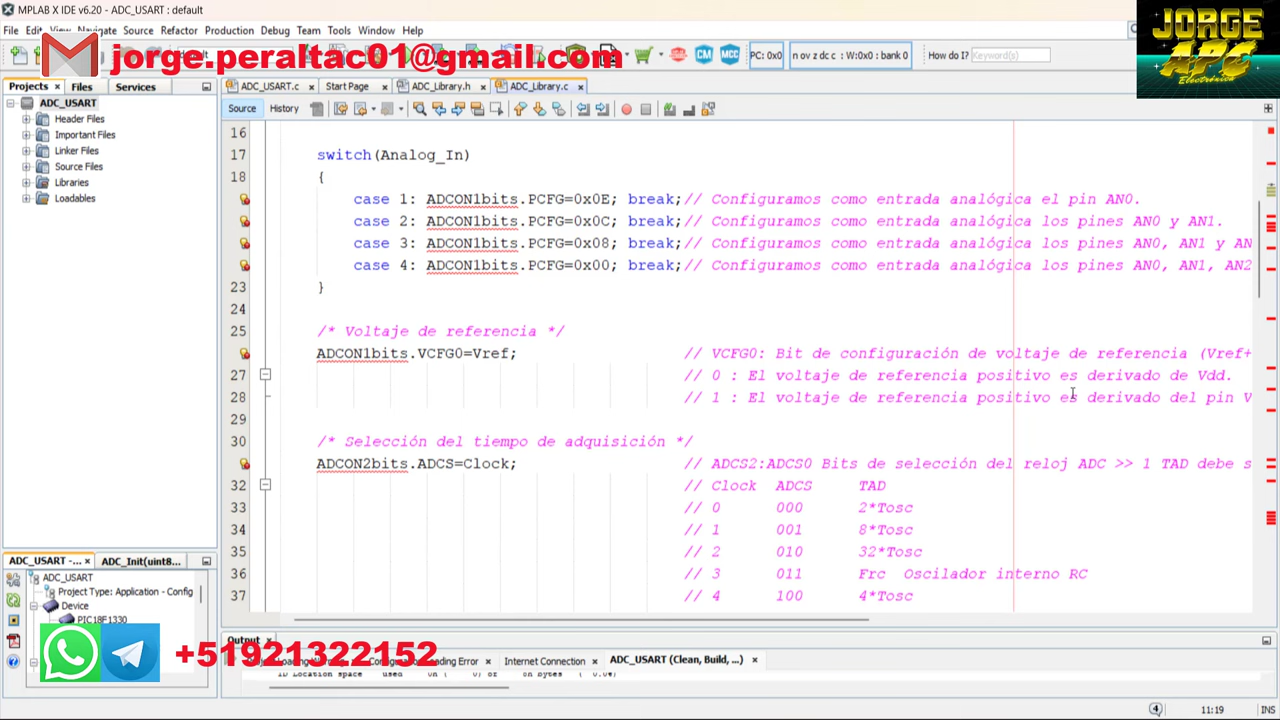 MPLAB X IDE v6.20 - ADC_USART : default
File Edit View Navigate Source Refactor Production Debug Team Tools Window Help
jorge.peraltac01@gmail.com
PC: 0x0
n ov z dc c : W:0x0 : bank 0
How do I? (Keyword(s))
JORGE
APC
Electrónica
Projects × Files Services
ADC_USART.c × Start Page × ADC_Library.h × ADC_Library.c ×
Source History
ADC_USART
Header Files
Important Files
Linker Files
Source Files
Libraries
Loadables
16
17 switch(Analog_In)
18 {
case 1: ADCON1bits.PCFG=0x0E; break;// Configuramos como entrada analógica el pin AN0.
case 2: ADCON1bits.PCFG=0x0C; break;// Configuramos como entrada analógica los pines AN0 y AN1.
case 3: ADCON1bits.PCFG=0x08; break;// Configuramos como entrada analógica los pines AN0, AN1 y AN
case 4: ADCON1bits.PCFG=0x00; break;// Configuramos como entrada analógica los pines AN0, AN1, AN2
23 }
24
25 /* Voltaje de referencia */
ADCON1bits.VCFG0=Vref; // VCFG0: Bit de configuración de voltaje de referencia (Vref+
27 // 0 : El voltaje de referencia positivo es derivado de Vdd.
28 // 1 : El voltaje de referencia positivo es derivado del pin V
29
30 /* Selección del tiempo de adquisición */
ADCON2bits.ADCS=Clock; // ADCS2:ADCS0 Bits de selección del reloj ADC >> 1 TAD debe s
32 // Clock ADCS TAD
33 // 0 000 2*Tosc
34 // 1 001 8*Tosc
35 // 2 010 32*Tosc
36 // 3 011 Frc Oscilador interno RC
37 // 4 100 4*Tosc
ADC_USART -... × ADC_Init(uint8...
ADC_USART
Project Type: Application - Config
Device
PIC18F1330
+51921322152
Output ×
Loading Error × Internet Connection × ADC_USART (Clean, Build, ...) ×
ID Location space used
11:19 INS